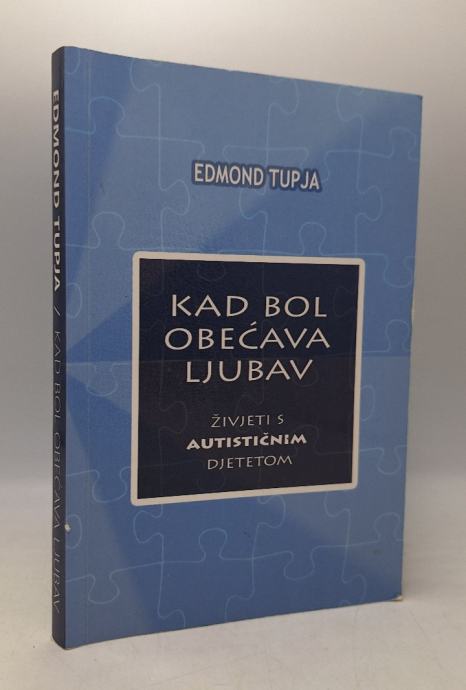 EDMOND TUPJA / KAD BOL OBEĆAVA LJUBAV
EDMOND TUPJA
KAD BOL
OBEĆAVA
LJUBAV
ŽIVJETI S
AUTISTIČNIM
DJETETOM